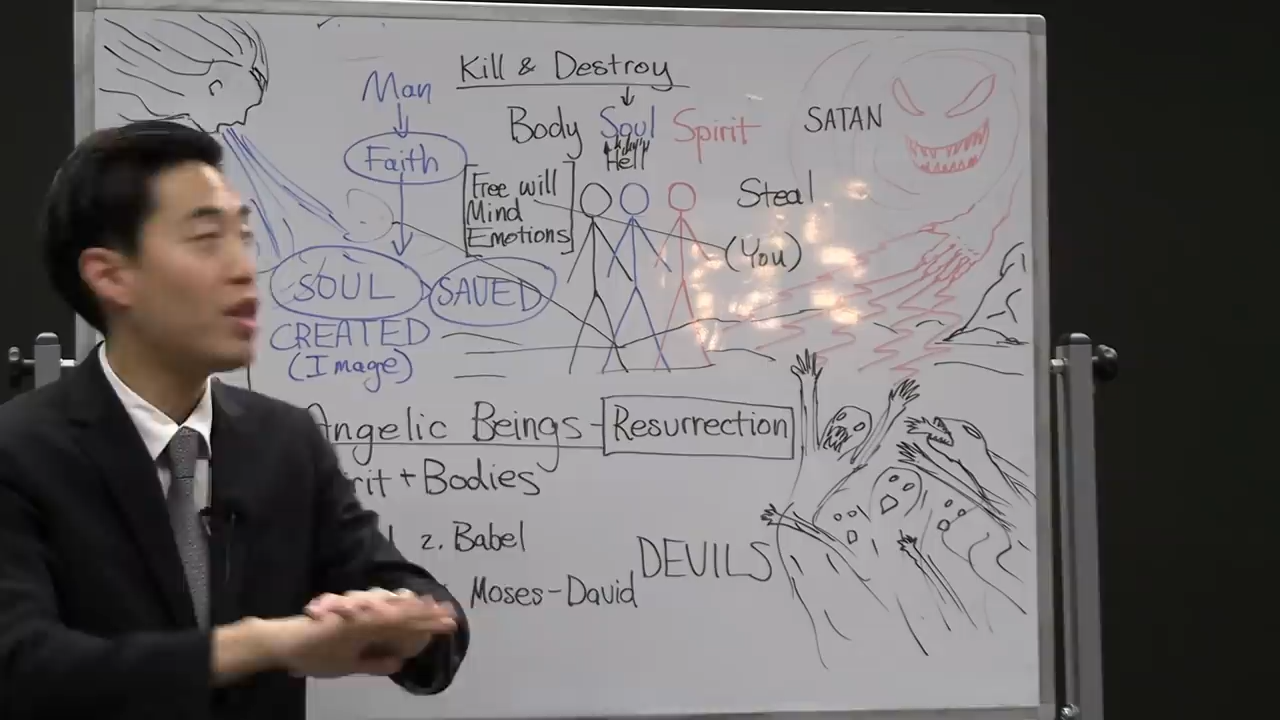 Kill & Destroy
Man
Body Soul Spirit
Hell
SATAN
Faith
Free will
Mind
Emotions
Steal
(You)
SOUL SAVED
CREATED
(Image)
Angelic Beings - Resurrection
rit + Bodies
2. Babel
DEVILS
Moses - David